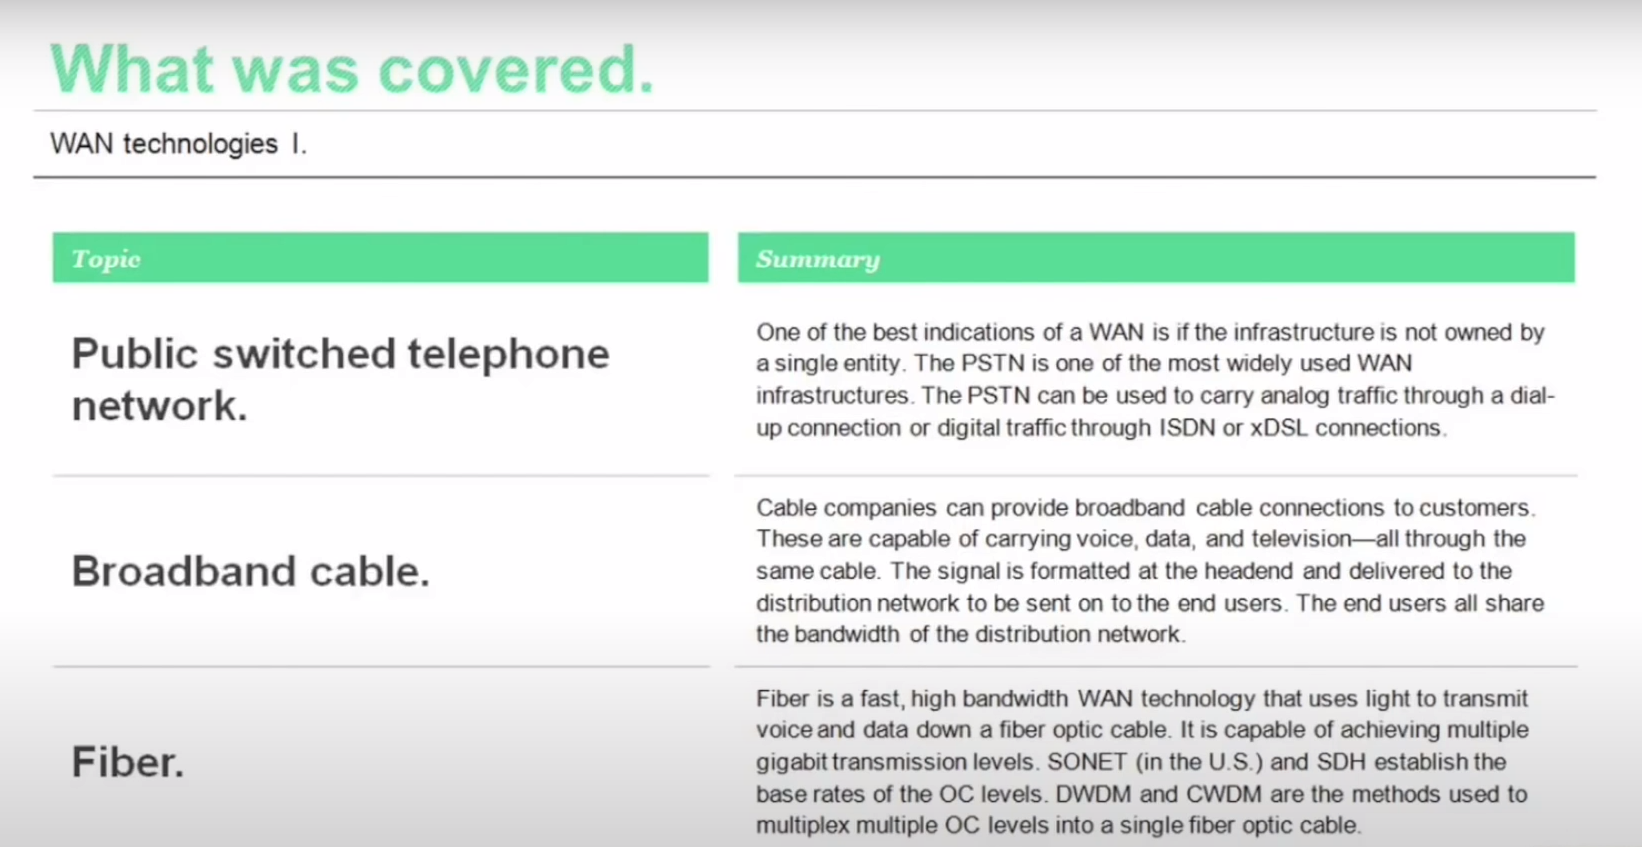 What was covered.
WAN technologies I.
Topic
Summary
Public switched telephone
network.
One of the best indications of a WAN is if the infrastructure is not owned by
a single entity. The PSTN is one of the most widely used WAN
infrastructures. The PSTN can be used to carry analog traffic through a dial-
up connection or digital traffic through ISDN or xDSL connections.
Broadband cable.
Cable companies can provide broadband cable connections to customers.
These are capable of carrying voice, data, and television—all through the
same cable. The signal is formatted at the headend and delivered to the
distribution network to be sent on to the end users. The end users all share
the bandwidth of the distribution network.
Fiber.
Fiber is a fast, high bandwidth WAN technology that uses light to transmit
voice and data down a fiber optic cable. It is capable of achieving multiple
gigabit transmission levels. SONET (in the U.S.) and SDH establish the
base rates of the OC levels. DWDM and CWDM are the methods used to
multiplex multiple OC levels into a single fiber optic cable.